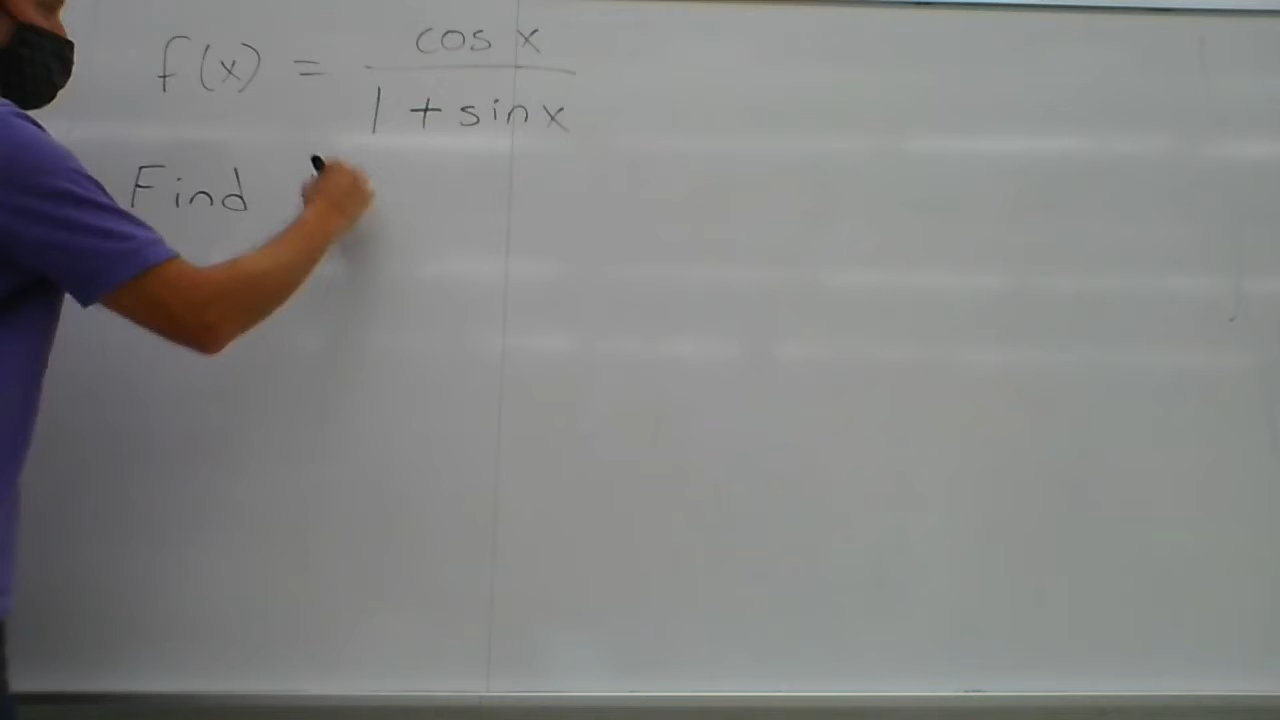 f(x) = cos x / 1 + sin x
Find